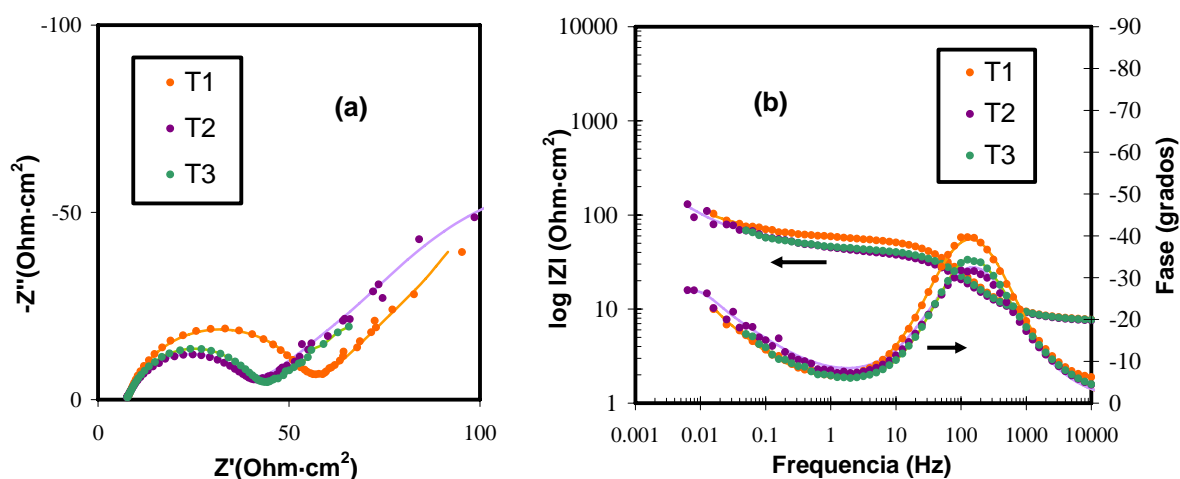 -100
-50
0
-Z''(Ohm·cm²)
T1
T2
T3
(a)
0
50
100
Z'(Ohm·cm²)
10000
1000
100
10
1
log IZI (Ohm·cm²)
(b)
T1
T2
T3
-90
-80
-70
-60
-50
-40
-30
-20
-10
0
Fase (grados)
0.001
0.01
0.1
1
10
100
1000
10000
Frequencia (Hz)